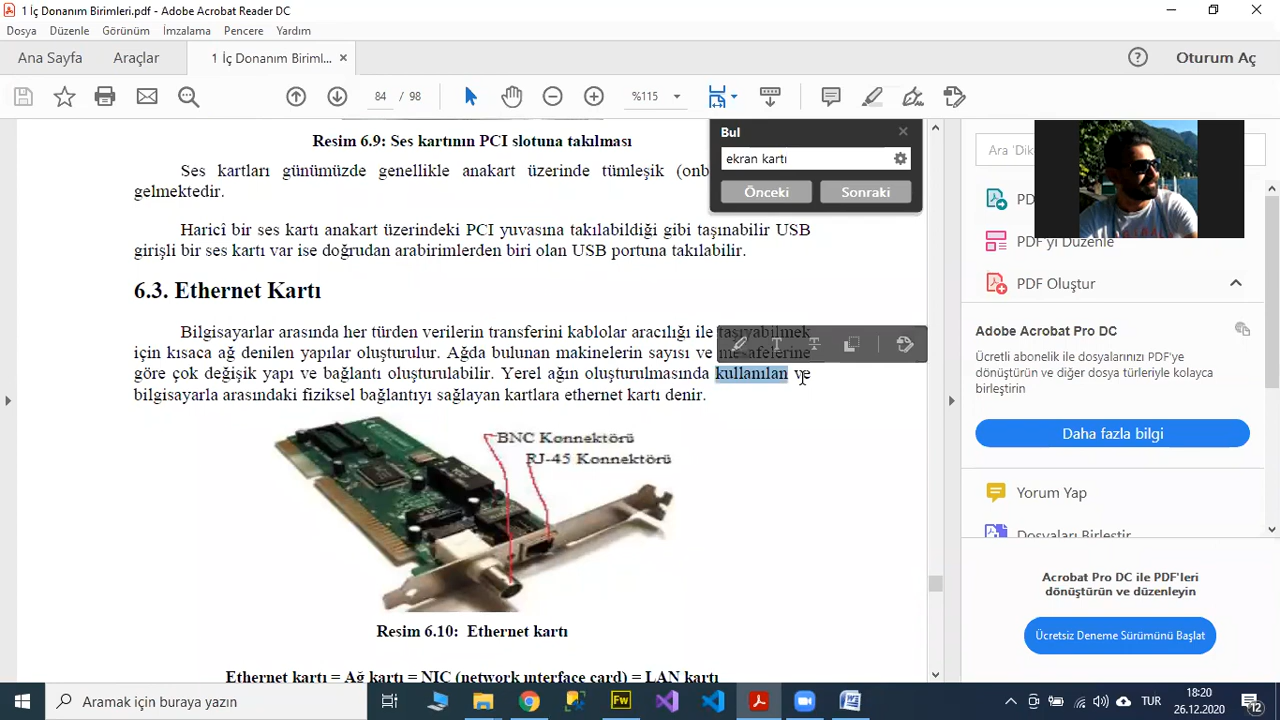 1 İç Donanım Birimleri.pdf - Adobe Acrobat Reader DC
Dosya Düzenle Görünüm İmzalama Pencere Yardım
Ana Sayfa Araçlar 1 İç Donanım Biriml... Oturum Aç
84 / 98 %115
Bul
ekran kartı
Önceki Sonraki
Resim 6.9: Ses kartının PCI slotuna takılması
Ses kartları günümüzde genellikle anakart üzerinde tümleşik (onb
gelmektedir.
Haricî bir ses kartı anakart üzerindeki PCI yuvasına takılabildiği gibi taşınabilir USB
girişli bir ses kartı var ise doğrudan arabirimlerden biri olan USB portuna takılabilir.
6.3. Ethernet Kartı
Bilgisayarlar arasında her türden verilerin transferini kablolar aracılığı ile taşıyabilmek
için kısaca ağ denilen yapılar oluşturulur. Ağda bulunan makinelerin sayısı ve mesafelerine
göre çok değişik yapı ve bağlantı oluşturulabilir. Yerel ağın oluşturulmasında kullanılan ve
bilgisayarla arasındaki fiziksel bağlantıyı sağlayan kartlara ethernet kartı denir.
BNC Konnektörü
RJ-45 Konnektörü
Resim 6.10: Ethernet kartı
Ethernet kartı = Ağ kartı = NIC (network ınterface card) = LAN kartı
Ara 'Dik
PD
PDF'yi Düzenle
PDF Oluştur
Adobe Acrobat Pro DC
Ücretli abonelik ile dosyalarınızı PDF'ye
dönüştürün ve diğer dosya türleriyle kolayca
birleştirin
Daha fazla bilgi
Yorum Yap
Dosyaları Birleştir
Acrobat Pro DC ile PDF'leri
dönüştürün ve düzenleyin
Ücretsiz Deneme Sürümünü Başlat
Aramak için buraya yazın
Fw
TUR
18:20
26.12.2020
12